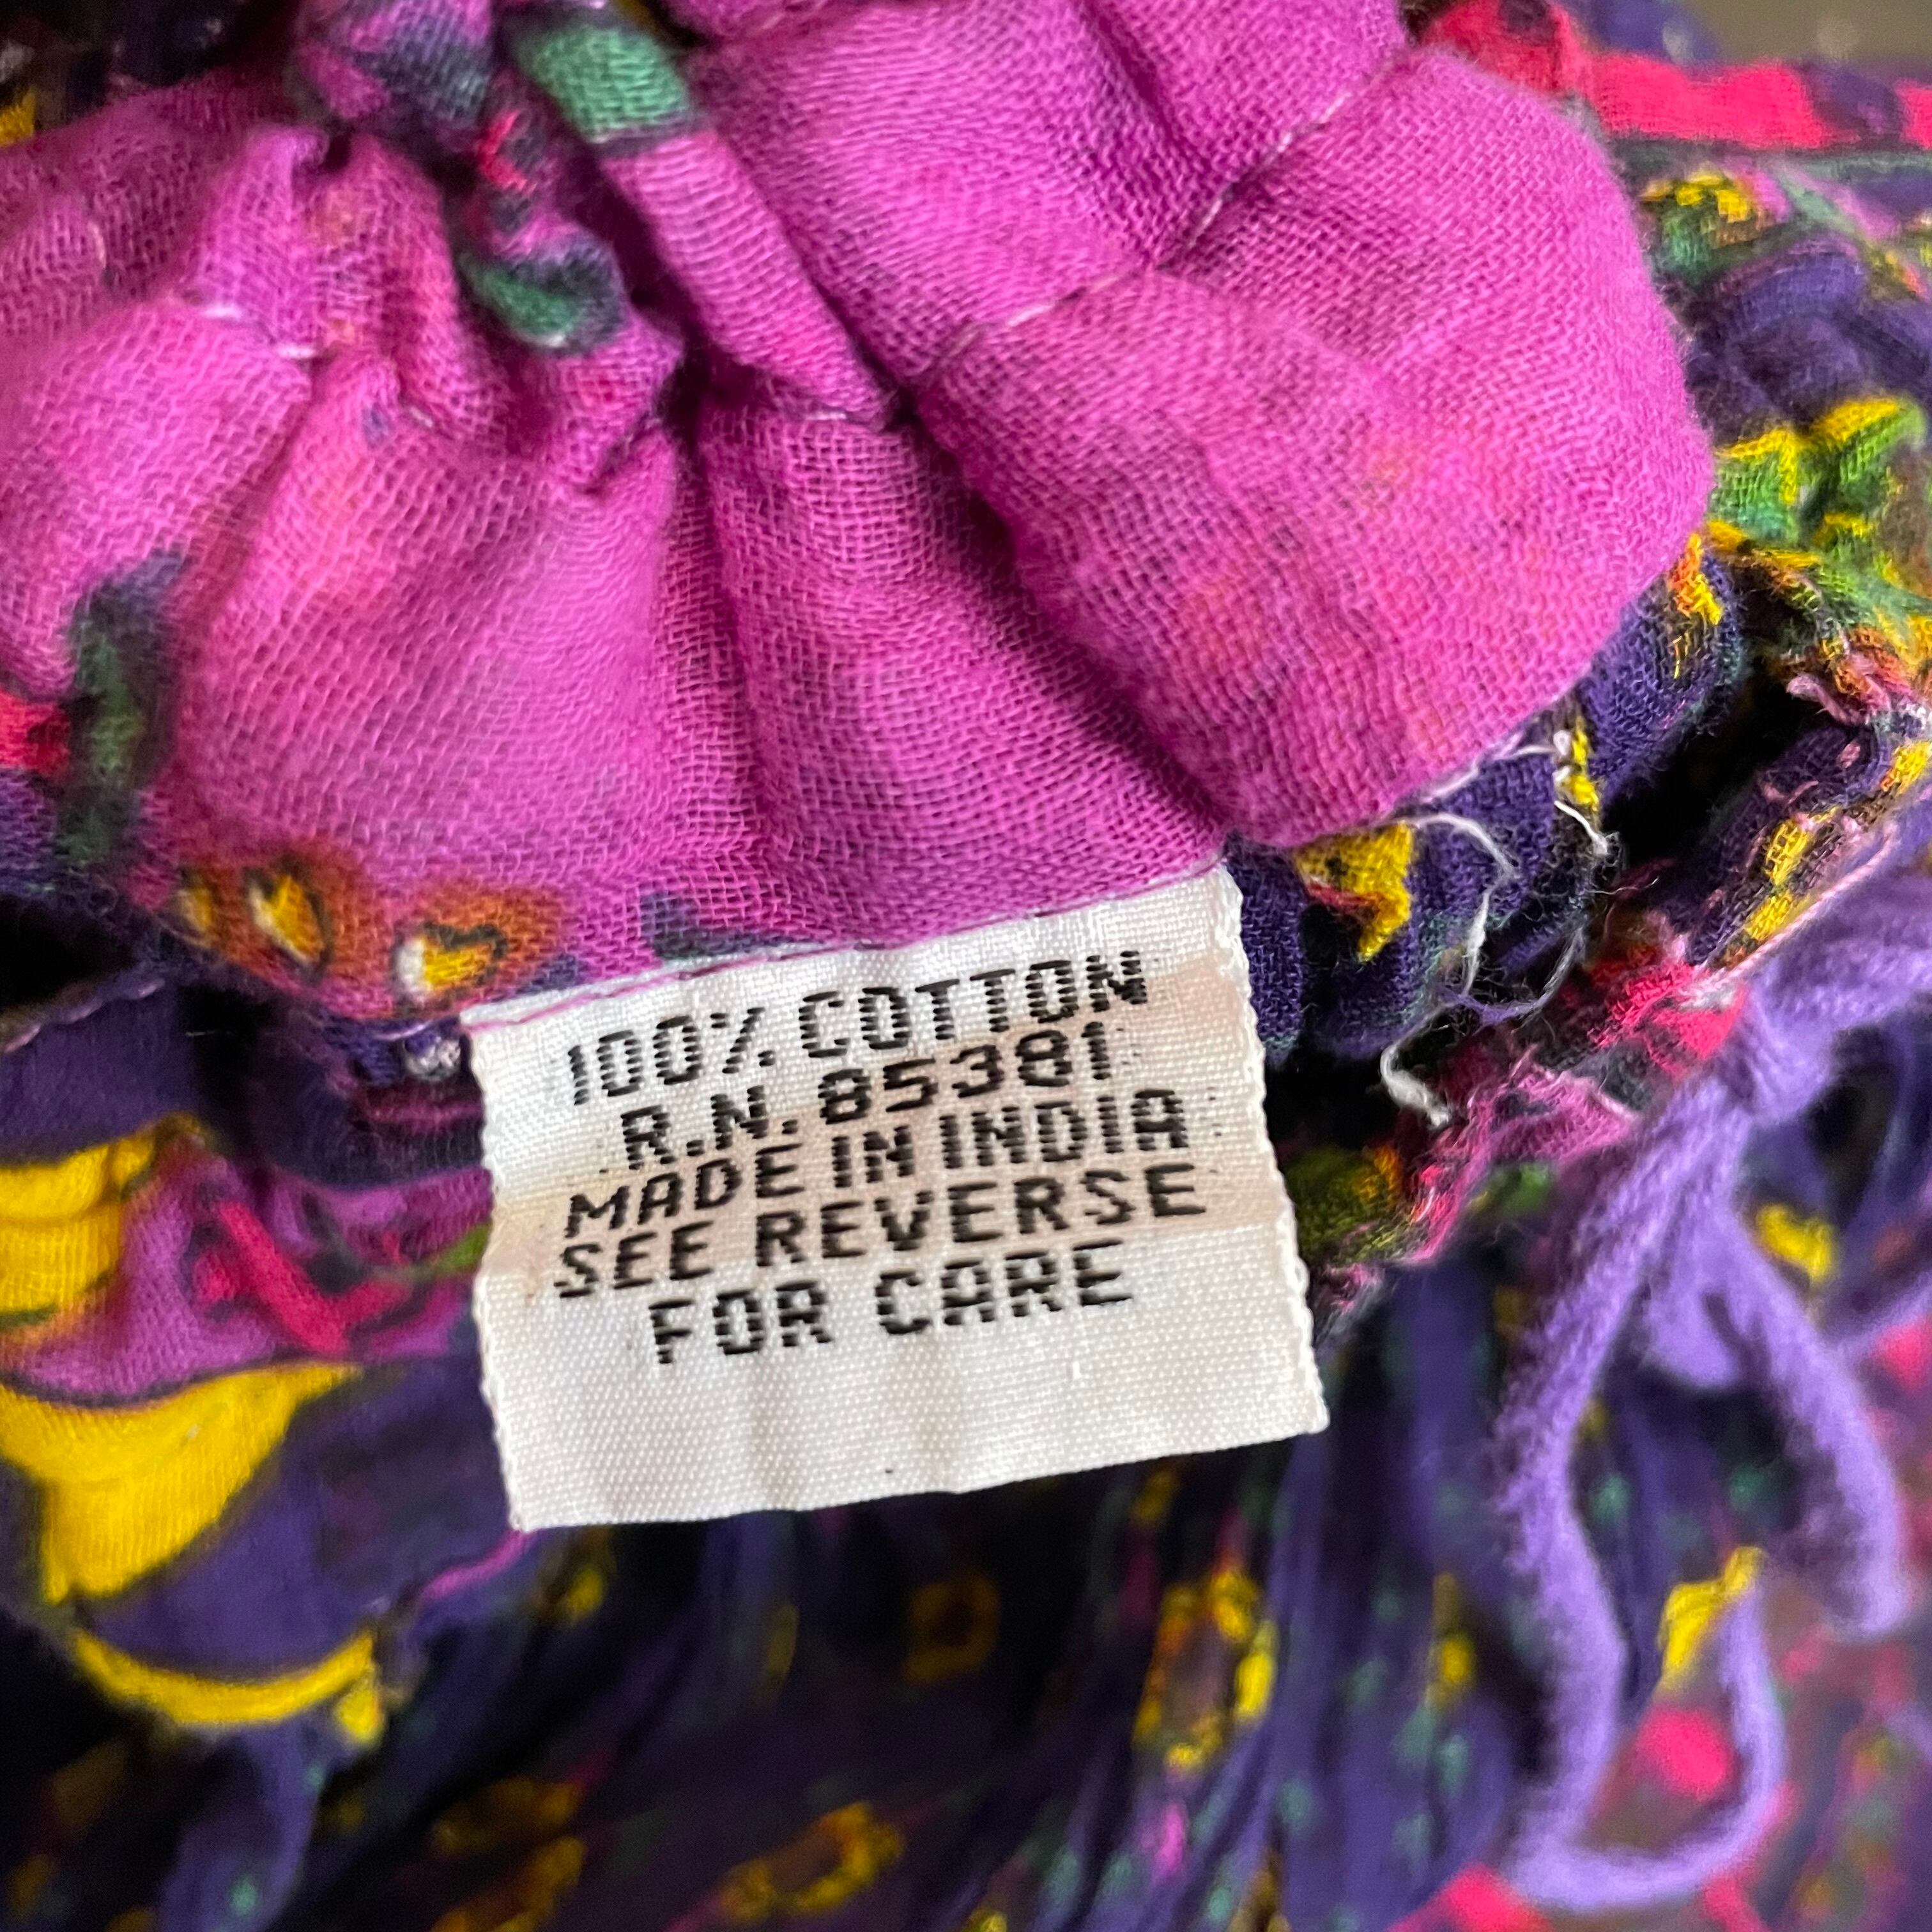 100% COTTON
R.N. 85381
MADE IN INDIA
SEE REVERSE
FOR CARE